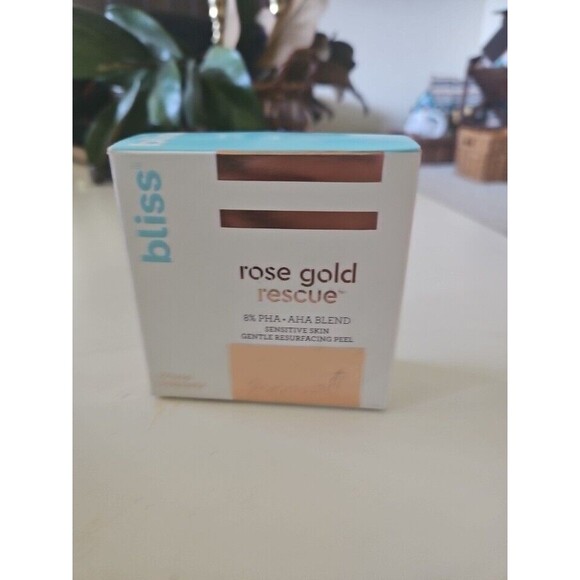 bliss
rose gold
rescue™
8% PHA + AHA BLEND
SENSITIVE SKIN
GENTLE RESURFACING PEEL